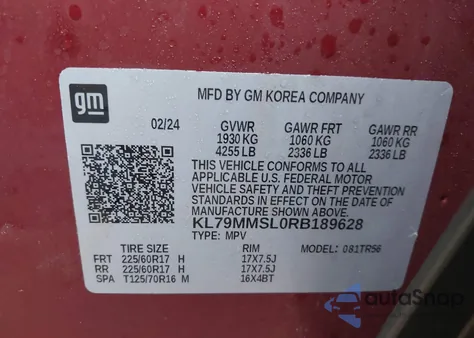 gm
MFD BY GM KOREA COMPANY
02/24 GVWR GAWR FRT GAWR RR
1930 KG 1060 KG 1060 KG
4255 LB 2336 LB 2336 LB
THIS VEHICLE CONFORMS TO ALL
APPLICABLE U.S. FEDERAL MOTOR
VEHICLE SAFETY AND THEFT PREVENTION
STANDARDS IN EFFECT ON THE DATE OF
MANUFACTURE SHOWN ABOVE.
KL79MMSL0RB189628
TYPE: MPV MODEL: 081TR56
TIRE SIZE RIM
FRT 225/60R17 H 17X7.5J
RR 225/60R17 H 17X7.5J
SPA T125/70R16 M 16X4BT
AutoSnap